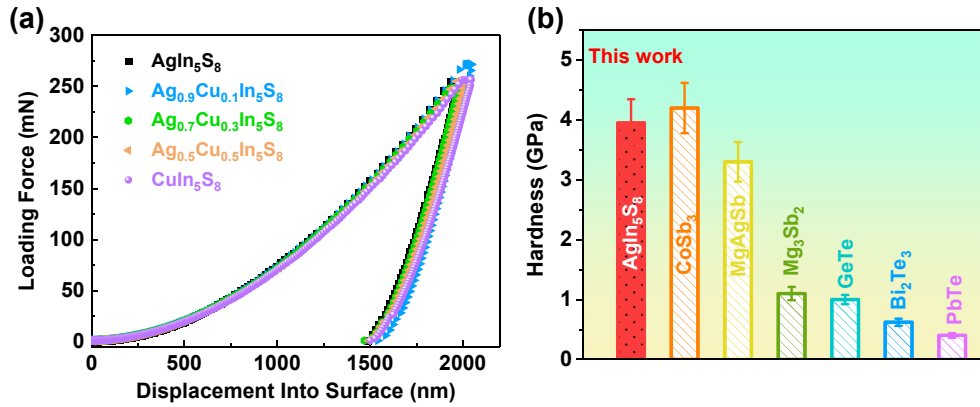 (a)
Loading Force (mN)
300
250
200
150
100
50
0
AgIn₅S₈
Ag₀.₉Cu₀.₁In₅S₈
Ag₀.₇Cu₀.₃In₅S₈
Ag₀.₅Cu₀.₅In₅S₈
CuIn₅S₈
0
500
1000
1500
2000
Displacement Into Surface (nm)
(b)
Hardness (GPa)
5
4
3
2
1
0
This work
AgIn₅S₈
CoSb₃
MgAgSb
Mg₃Sb₂
GeTe
Bi₂Te₃
PbTe